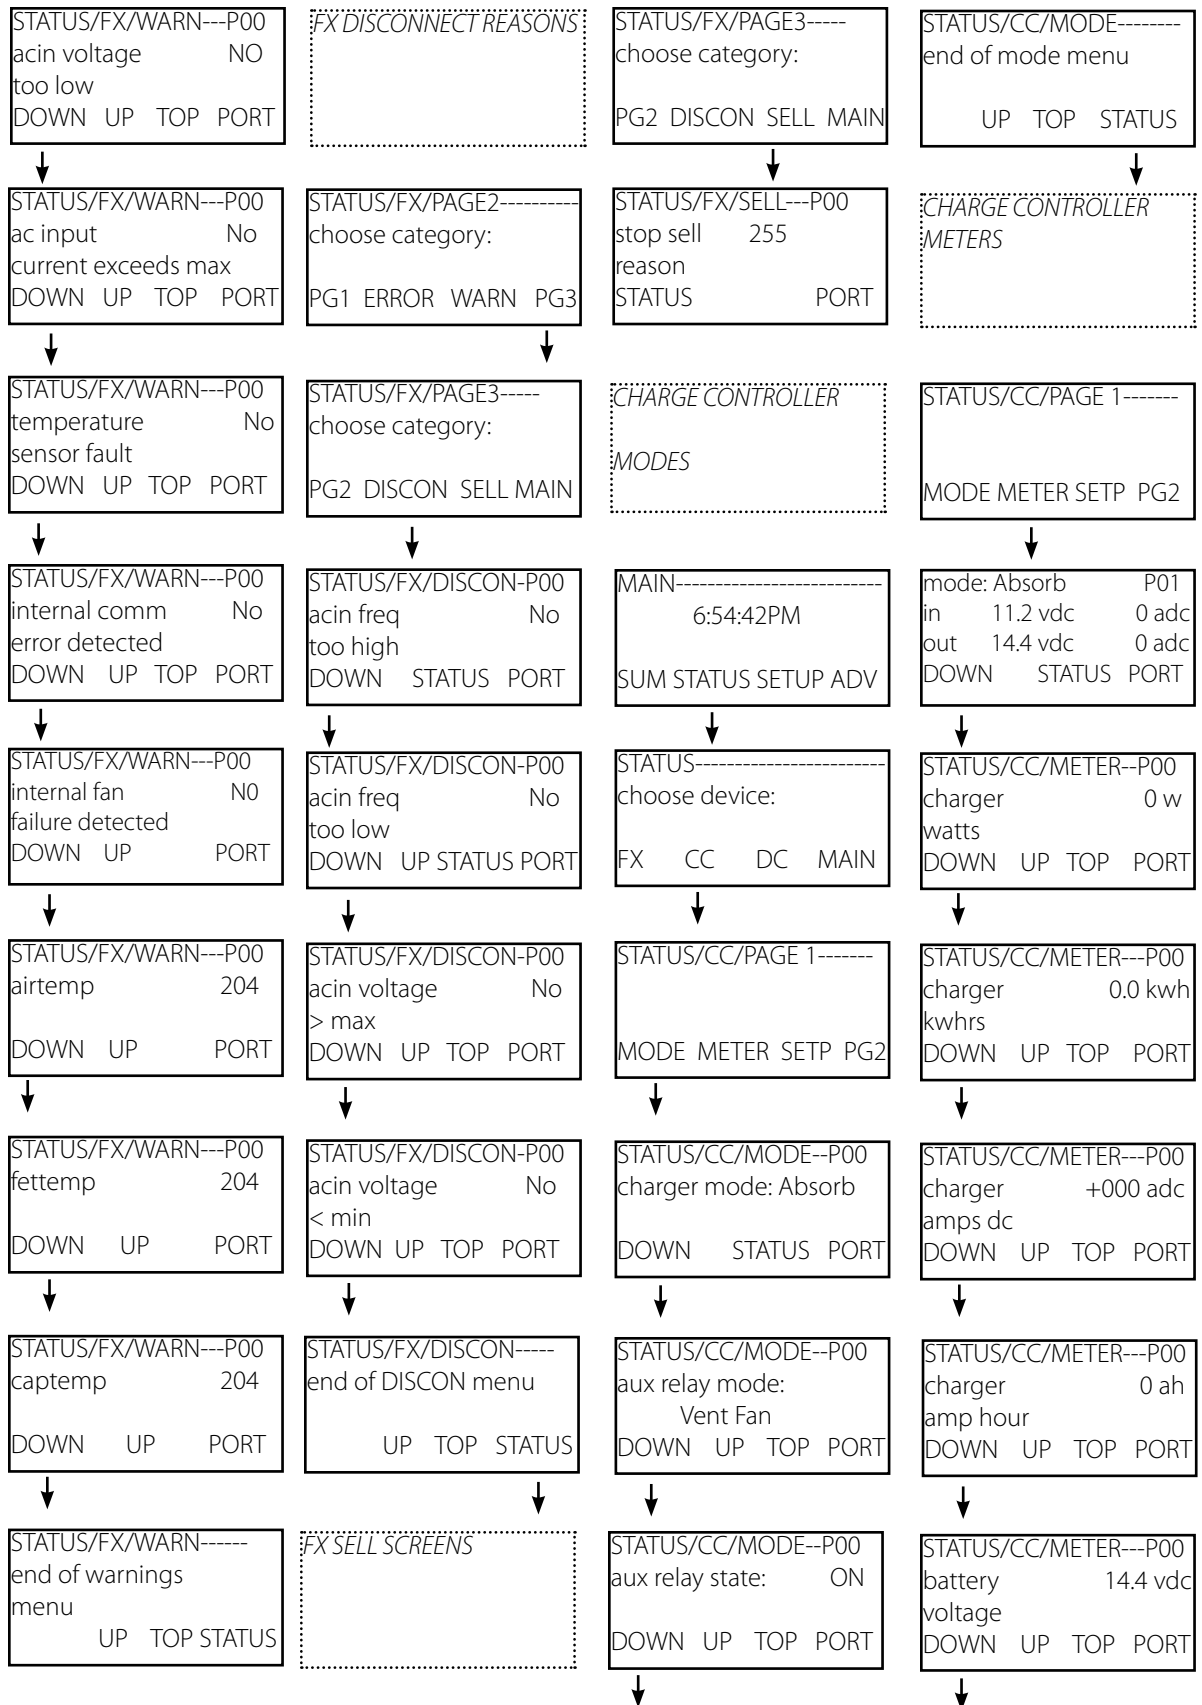 STATUS/FX/WARN---P00
acin voltage NO
too low
DOWN UP TOP PORT
STATUS/FX/WARN---P00
ac input No
current exceeds max
DOWN UP TOP PORT
STATUS/FX/WARN---P00
temperature No
sensor fault
DOWN UP TOP PORT
STATUS/FX/WARN---P00
internal comm No
error detected
DOWN UP TOP PORT
STATUS/FX/WARN---P00
internal fan N0
failure detected
DOWN UP PORT
STATUS/FX/WARN---P00
airtemp 204
DOWN UP PORT
STATUS/FX/WARN---P00
fettemp 204
DOWN UP PORT
STATUS/FX/WARN---P00
captemp 204
DOWN UP PORT
STATUS/FX/WARN------
end of warnings
menu
UP TOP STATUS
FX DISCONNECT REASONS
STATUS/FX/PAGE2----------
choose category:
PG1 ERROR WARN PG3
STATUS/FX/PAGE3-----
choose category:
PG2 DISCON SELL MAIN
STATUS/FX/DISCON-P00
acin freq No
too high
DOWN STATUS PORT
STATUS/FX/DISCON-P00
acin freq No
too low
DOWN UP STATUS PORT
STATUS/FX/DISCON-P00
acin voltage No
> max
DOWN UP TOP PORT
STATUS/FX/DISCON-P00
acin voltage No
< min
DOWN UP TOP PORT
STATUS/FX/DISCON-----
end of DISCON menu
UP TOP STATUS
FX SELL SCREENS
STATUS/FX/PAGE3-----
choose category:
PG2 DISCON SELL MAIN
STATUS/FX/SELL---P00
stop sell 255
reason
STATUS PORT
CHARGE CONTROLLER
MODES
MAIN--------------------------
6:54:42PM
SUM STATUS SETUP ADV
STATUS------------------------
choose device:
FX CC DC MAIN
STATUS/CC/PAGE 1-------
MODE METER SETP PG2
STATUS/CC/MODE--P00
charger mode: Absorb
DOWN STATUS PORT
STATUS/CC/MODE--P00
aux relay mode:
Vent Fan
DOWN UP TOP PORT
STATUS/CC/MODE--P00
aux relay state: ON
DOWN UP TOP PORT
STATUS/CC/MODE--------
end of mode menu
UP TOP STATUS
CHARGE CONTROLLER
METERS
STATUS/CC/PAGE 1-------
MODE METER SETP PG2
mode: Absorb P01
in 11.2 vdc 0 adc
out 14.4 vdc 0 adc
DOWN STATUS PORT
STATUS/CC/METER--P00
charger 0 w
watts
DOWN UP TOP PORT
STATUS/CC/METER---P00
charger 0.0 kwh
kwhrs
DOWN UP TOP PORT
STATUS/CC/METER---P00
charger +000 adc
amps dc
DOWN UP TOP PORT
STATUS/CC/METER---P00
charger 0 ah
amp hour
DOWN UP TOP PORT
STATUS/CC/METER---P00
battery 14.4 vdc
voltage
DOWN UP TOP PORT